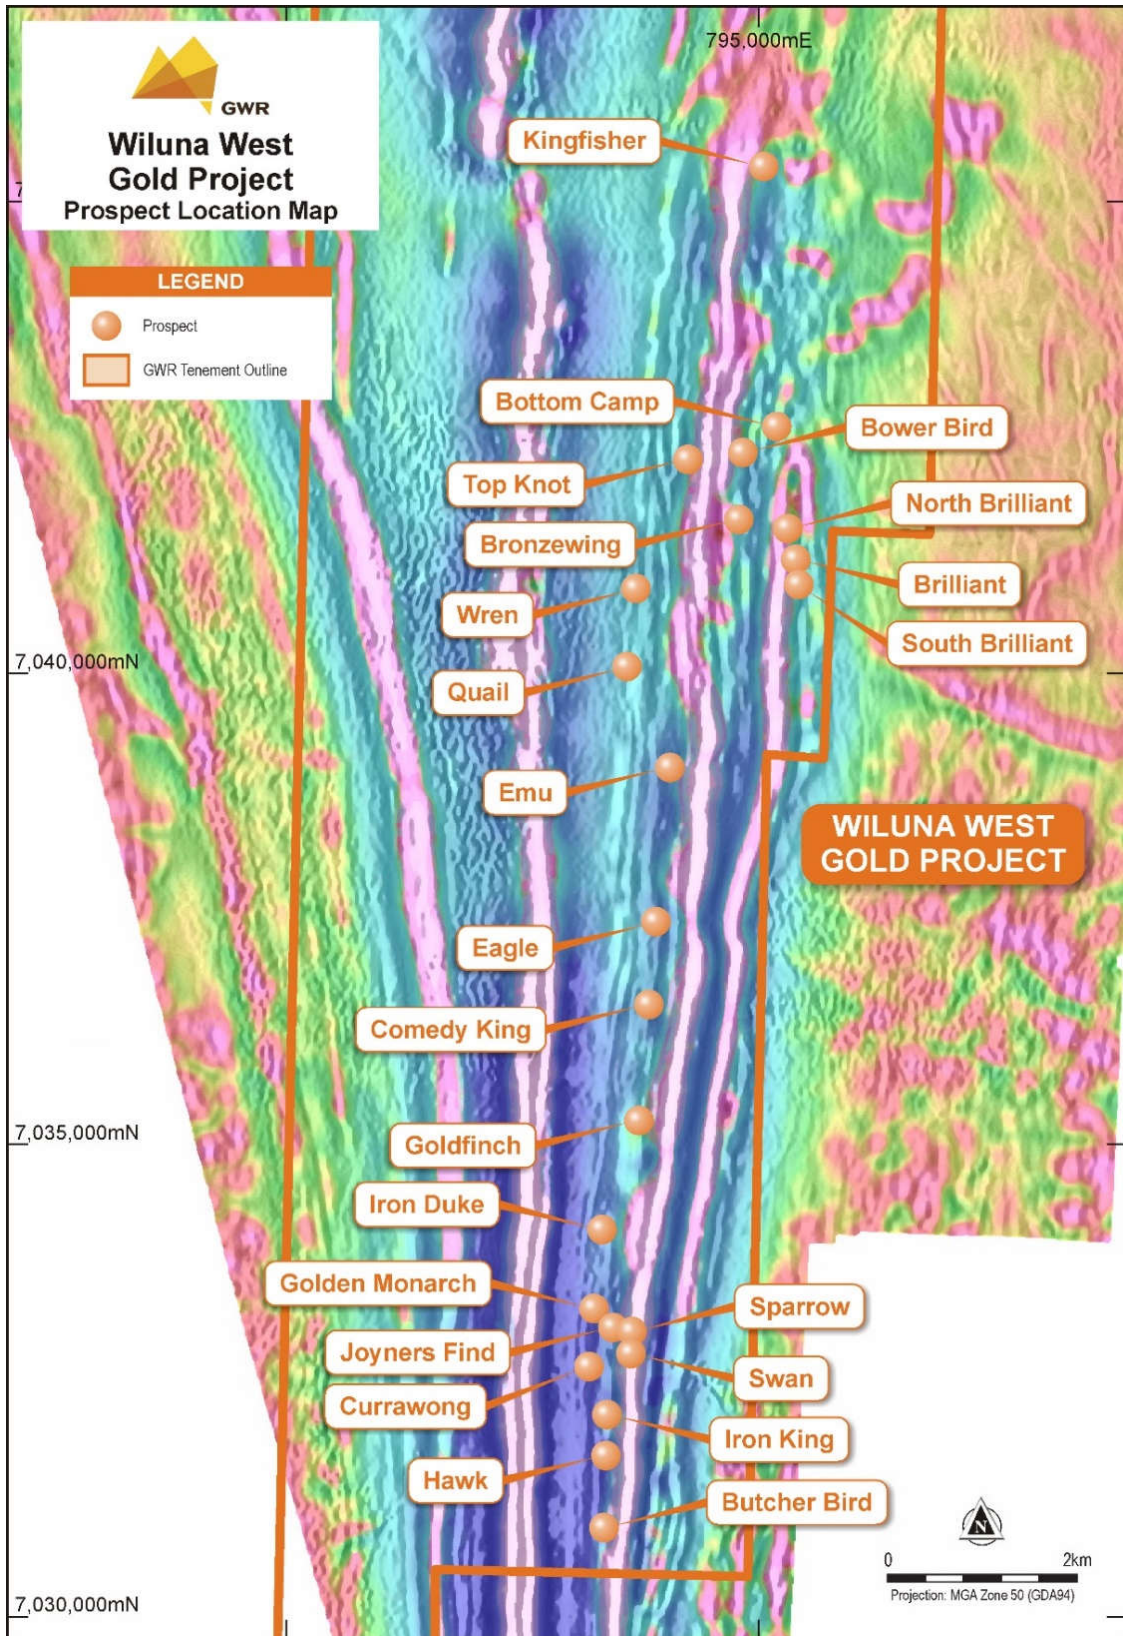 795,000mE
GWR
Wiluna West
Gold Project
Prospect Location Map
7
LEGEND
Prospect
GWR Tenement Outline
Kingfisher
Bottom Camp
Bower Bird
Top Knot
North Brilliant
Bronzewing
Brilliant
Wren
South Brilliant
7,040,000mN
Quail
Emu
WILUNA WEST
GOLD PROJECT
Eagle
Comedy King
7,035,000mN
Goldfinch
Iron Duke
Golden Monarch
Sparrow
Joyners Find
Swan
Currawong
Iron King
Hawk
Butcher Bird
N
0 2km
Projection: MGA Zone 50 (GDA94)
7,030,000mN